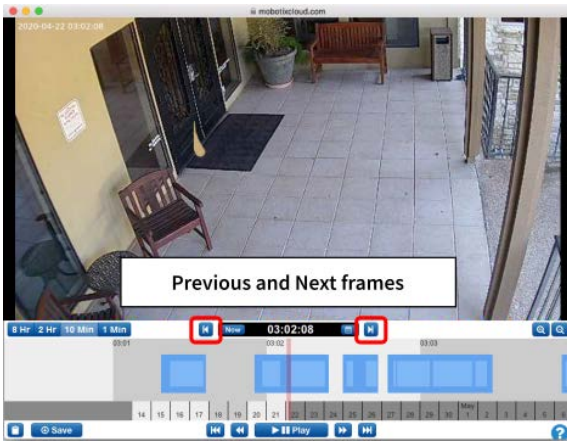 mobotixcloud.com
2020-04-22 03:02:08
Previous and Next frames
8 Hr 2 Hr 10 Min 1 Min Now 03:02:08
03:01 03:02 03:03
May
14 15 16 17 18 19 20 21 22 23 24 25 26 27 28 29 30 1 2 3 4 5 6
Save Play ?